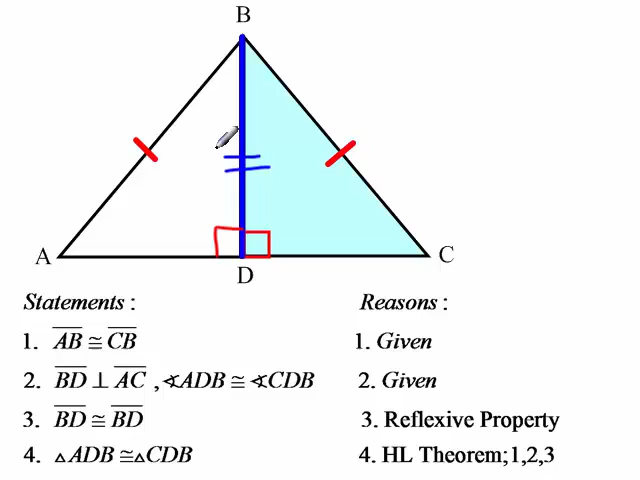 B
A
C
D
Statements : Reasons :
1. AB ≅ CB 1. Given
2. BD ⊥ AC , ∢ADB ≅ ∢CDB 2. Given
3. BD ≅ BD 3. Reflexive Property
4. △ADB ≅ △CDB 4. HL Theorem;1,2,3